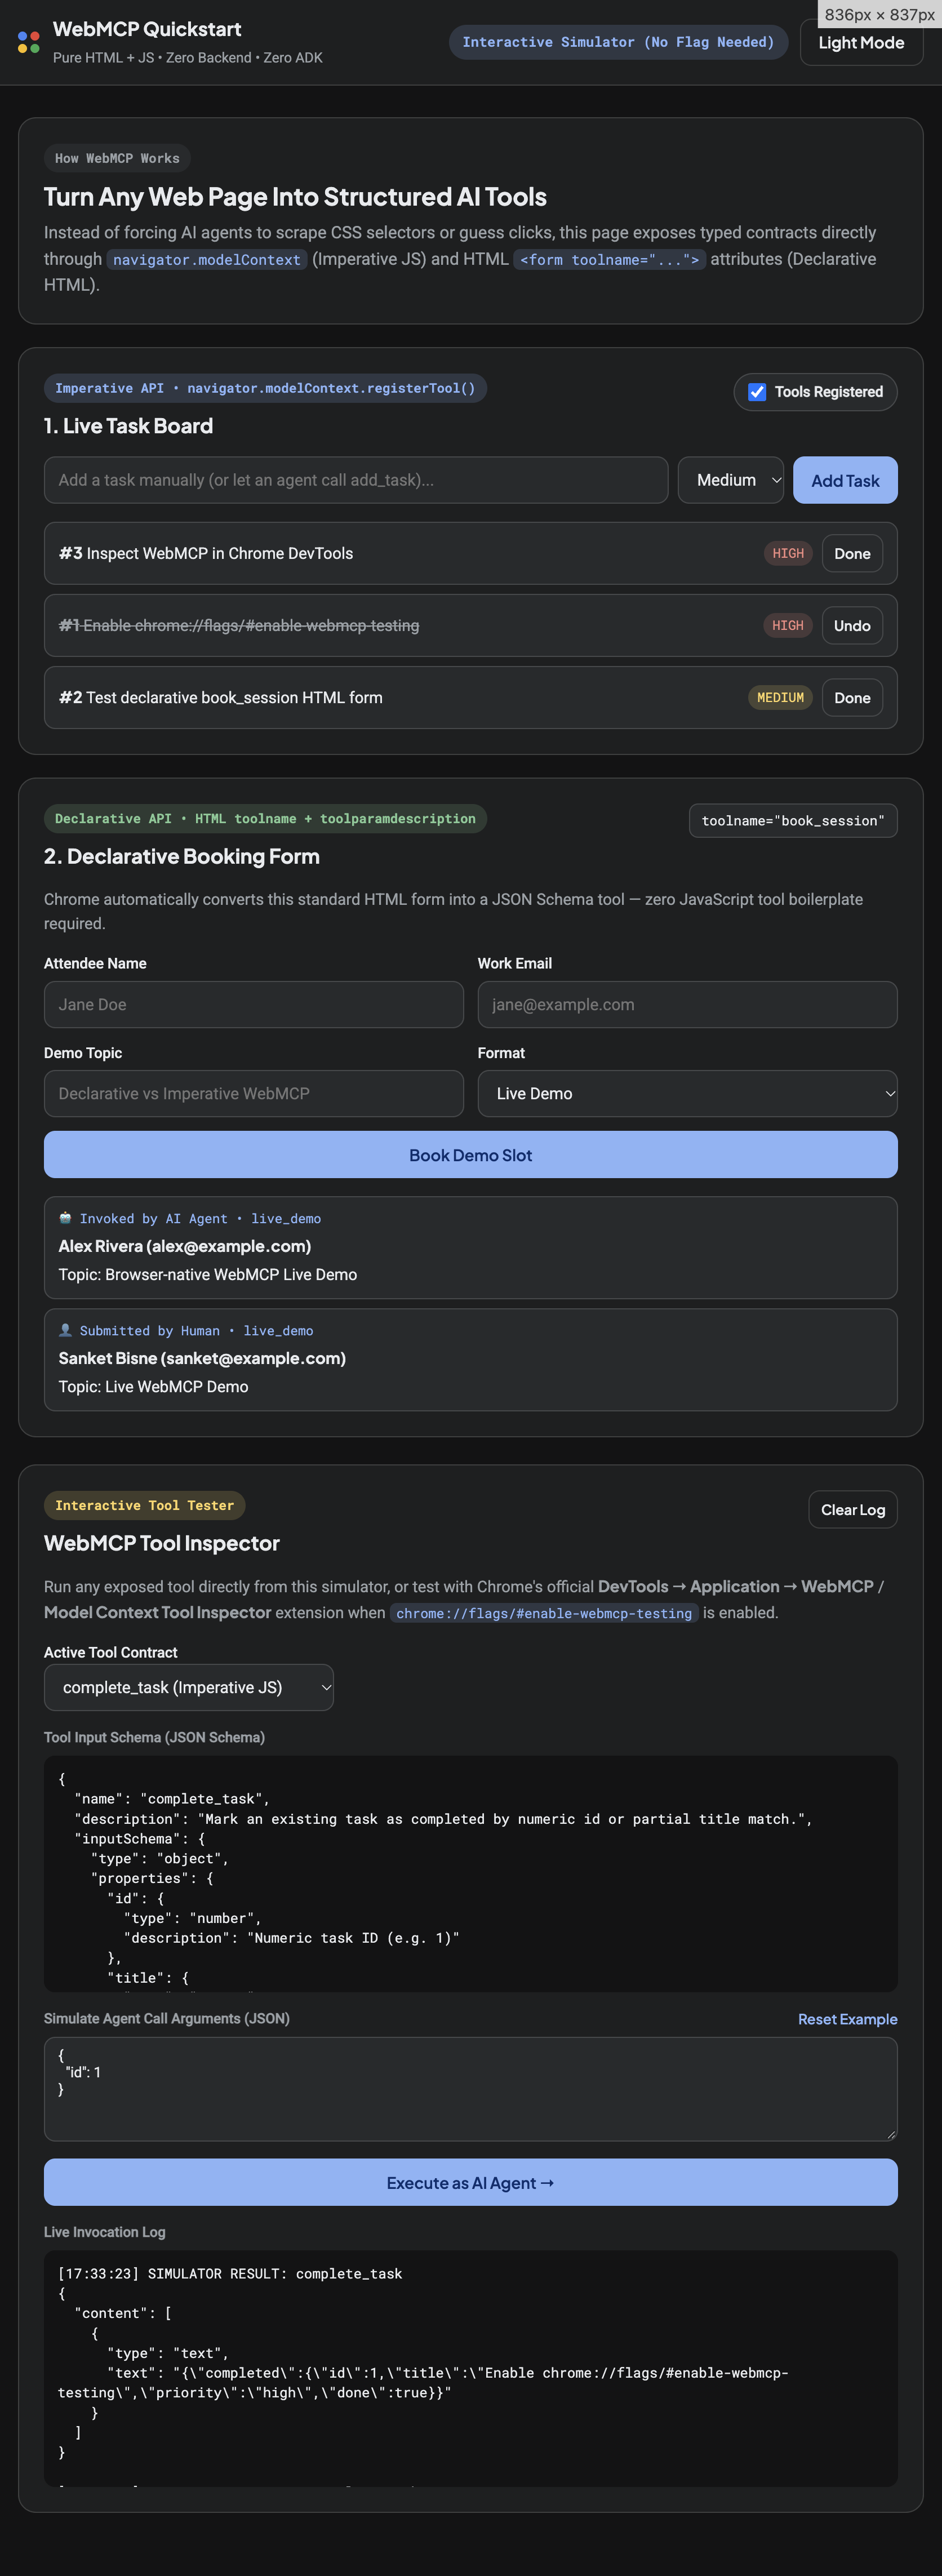 836px × 837px
WebMCP Quickstart
Pure HTML + JS • Zero Backend • Zero ADK
Interactive Simulator (No Flag Needed)
Light Mode
How WebMCP Works
Turn Any Web Page Into Structured AI Tools
Instead of forcing AI agents to scrape CSS selectors or guess clicks, this page exposes typed contracts directly
through navigator.modelContext (Imperative JS) and HTML <form toolname="..."> attributes (Declarative
HTML).
Imperative API • navigator.modelContext.registerTool()
Tools Registered
1. Live Task Board
Add a task manually (or let an agent call add_task)...
Medium
Add Task
#3 Inspect WebMCP in Chrome DevTools
HIGH
Done
#1 Enable chrome://flags/#enable-webmcp-testing
HIGH
Undo
#2 Test declarative book_session HTML form
MEDIUM
Done
Declarative API • HTML toolname + toolparamdescription
toolname="book_session"
2. Declarative Booking Form
Chrome automatically converts this standard HTML form into a JSON Schema tool — zero JavaScript tool boilerplate
required.
Attendee Name
Work Email
Jane Doe
jane@example.com
Demo Topic
Format
Declarative vs Imperative WebMCP
Live Demo
Book Demo Slot
Invoked by AI Agent • live_demo
Alex Rivera (alex@example.com)
Topic: Browser-native WebMCP Live Demo
Submitted by Human • live_demo
Sanket Bisne (sanket@example.com)
Topic: Live WebMCP Demo
Interactive Tool Tester
Clear Log
WebMCP Tool Inspector
Run any exposed tool directly from this simulator, or test with Chrome's official DevTools → Application → WebMCP /
Model Context Tool Inspector extension when chrome://flags/#enable-webmcp-testing is enabled.
Active Tool Contract
complete_task (Imperative JS)
Tool Input Schema (JSON Schema)
{
"name": "complete_task",
"description": "Mark an existing task as completed by numeric id or partial title match.",
"inputSchema": {
"type": "object",
"properties": {
"id": {
"type": "number",
"description": "Numeric task ID (e.g. 1)"
},
"title": {
Simulate Agent Call Arguments (JSON)
Reset Example
{
"id": 1
}
Execute as AI Agent →
Live Invocation Log
[17:33:23] SIMULATOR RESULT: complete_task
{
"content": [
{
"type": "text",
"text": "{\"completed\":{\"id\":1,\"title\":\"Enable chrome://flags/#enable-webmcp-
testing\",\"priority\":\"high\",\"done\":true}}"
}
]
}